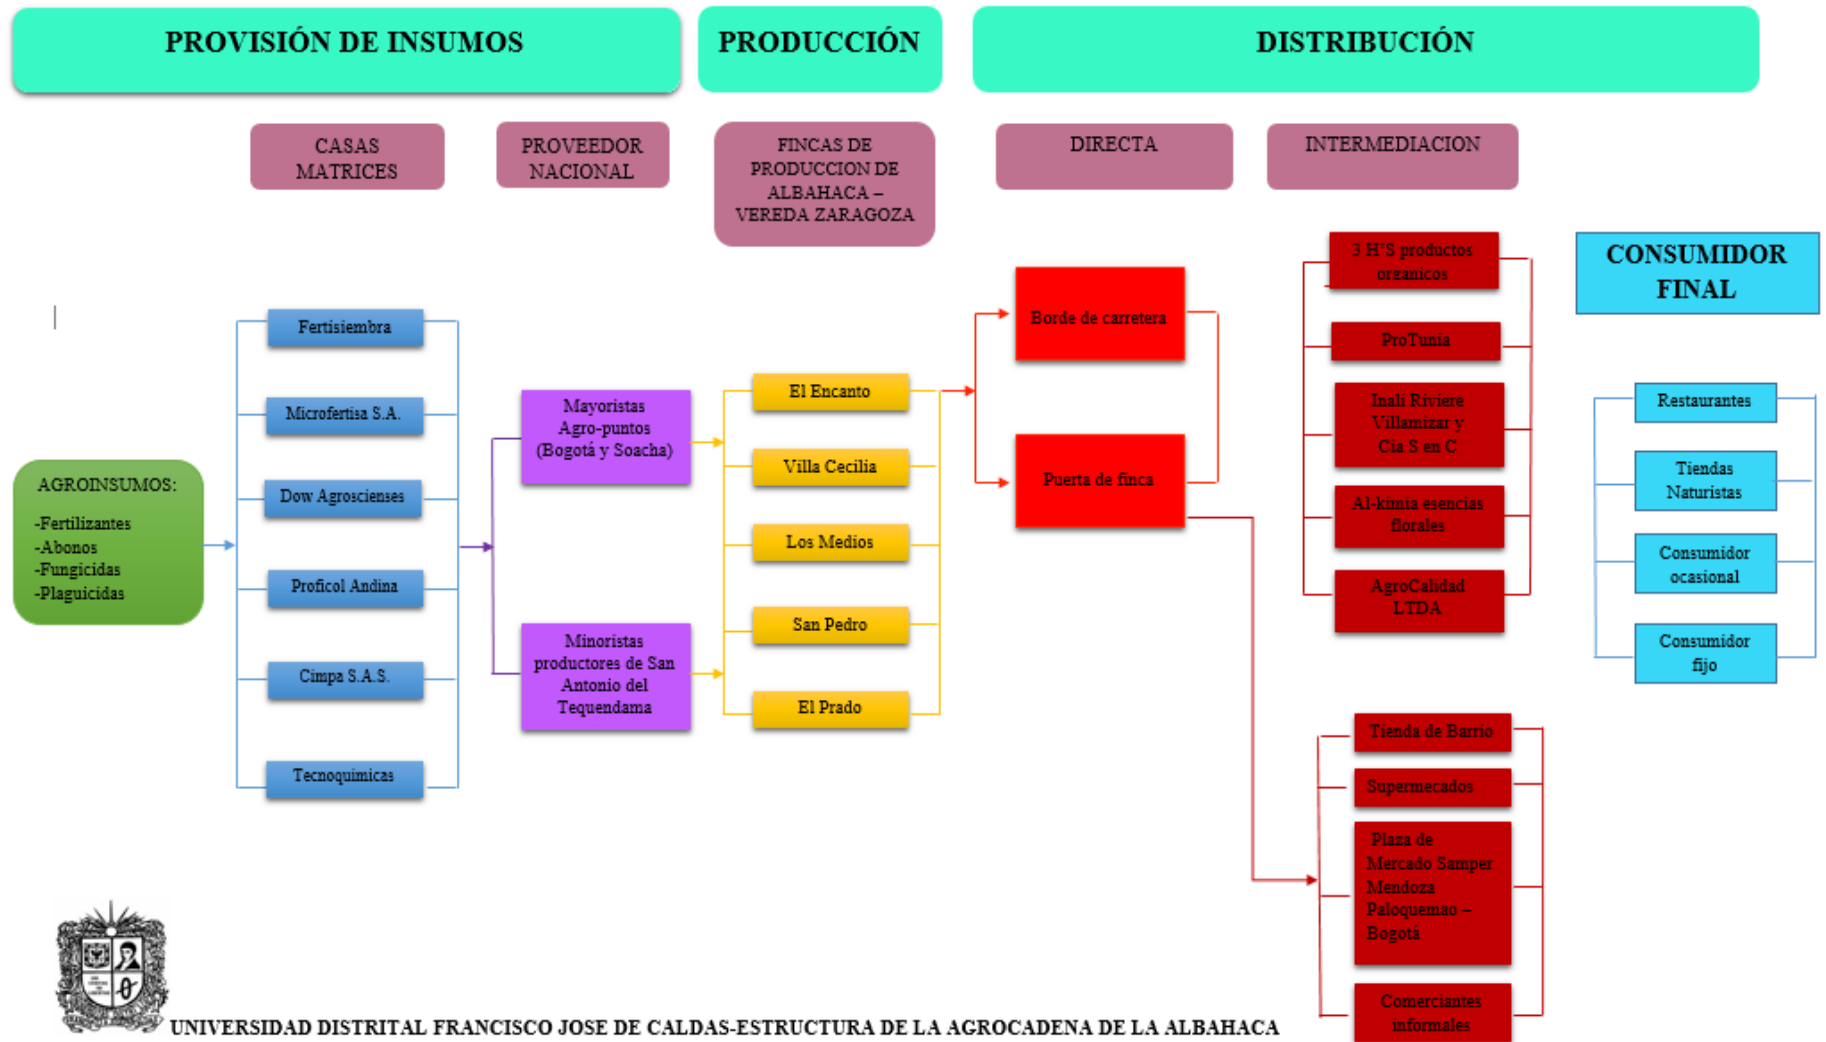 PROVISIÓN DE INSUMOS
PRODUCCIÓN
DISTRIBUCIÓN
CASAS
MATRICES
PROVEEDOR
NACIONAL
FINCAS DE
PRODUCCION DE
ALBAHACA –
VEREDA ZARAGOZA
DIRECTA
INTERMEDIACION
CONSUMIDOR
FINAL
AGROINSUMOS:
-Fertilizantes
-Abonos
-Fungicidas
-Plaguicidas
Fertisiembra
Microfertisa S.A.
Dow Agroscienses
Proficol Andina
Cimpa S.A.S.
Tecnoquimicas
Mayoristas
Agro-puntos
(Bogotá y Soacha)
Minoristas
productores de San
Antonio del
Tequendama
El Encanto
Villa Cecilia
Los Medios
San Pedro
El Prado
Borde de carretera
Puerta de finca
3 H'S productos
organicos
ProTunia
Inali Riviere
Villamizar y
Cia S en C
Al-kimia esencias
florales
AgroCalidad
LTDA
Tienda de Barrio
Supermecados
Plaza de
Mercado Samper
Mendoza
Paloquemao –
Bogotá
Comerciantes
informales
Restaurantes
Tiendas
Naturistas
Consumidor
ocasional
Consumidor
fijo
UNIVERSIDAD DISTRITAL FRANCISCO JOSE DE CALDAS-ESTRUCTURA DE LA AGROCADENA DE LA ALBAHACA